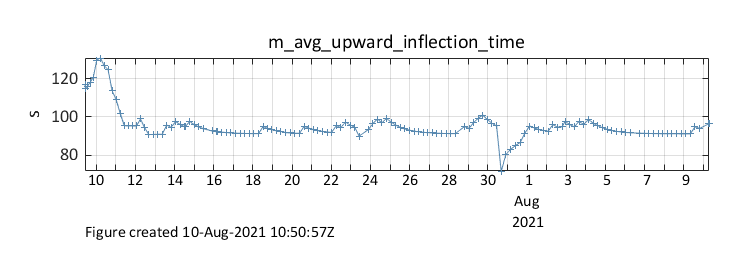 m_avg_upward_inflection_time
120
100
80
s
10 12 14 16 18 20 22 24 26 28 30 1 3 5 7 9
Aug
2021
Figure created 10-Aug-2021 10:50:57Z